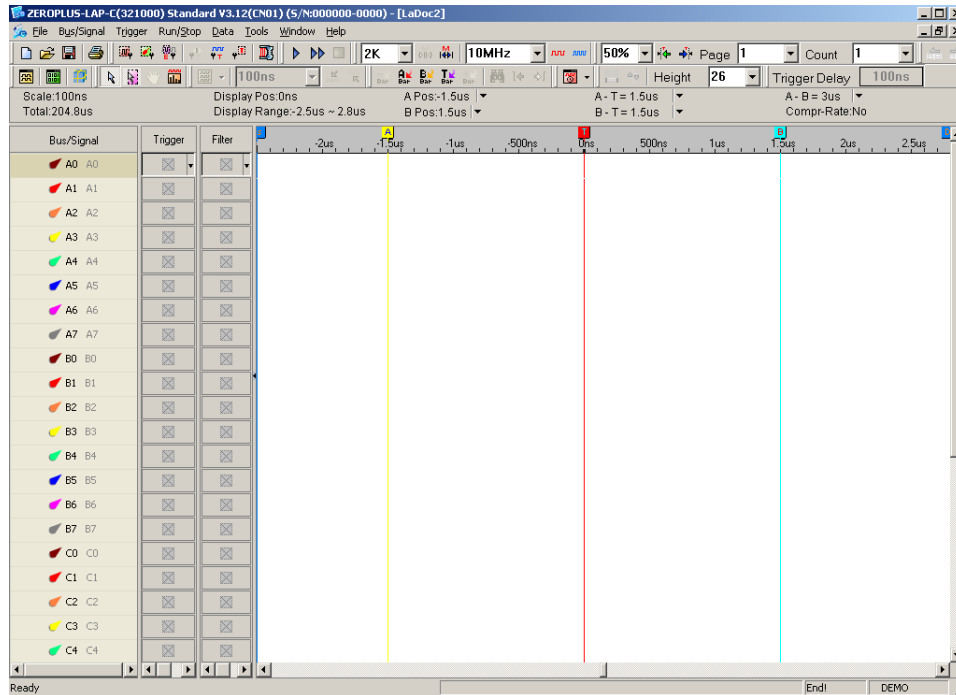 ZEROPLUS-LAP-C(321000) Standard V3.12(CN01) (S/N:000000-0000) - [LaDoc2]
File Bus/Signal Trigger Run/Stop Data Tools Window Help
2K 10MHz 50% Page 1 Count 1
100ns Bar Bar Bar Height 26 Trigger Delay 100ns
Scale:100ns Display Pos:0ns A Pos:-1.5us A - T = 1.5us A - B = 3us
Total:204.8us Display Range:-2.5us ~ 2.8us B Pos:1.5us B - T = 1.5us Compr-Rate:No
Bus/Signal Trigger Filter
A T B
-2us -1.5us -1us -500ns 0ns 500ns 1us 1.5us 2us 2.5us
A0 A0
A1 A1
A2 A2
A3 A3
A4 A4
A5 A5
A6 A6
A7 A7
B0 B0
B1 B1
B2 B2
B3 B3
B4 B4
B5 B5
B6 B6
B7 B7
C0 C0
C1 C1
C2 C2
C3 C3
C4 C4
Ready End! DEMO